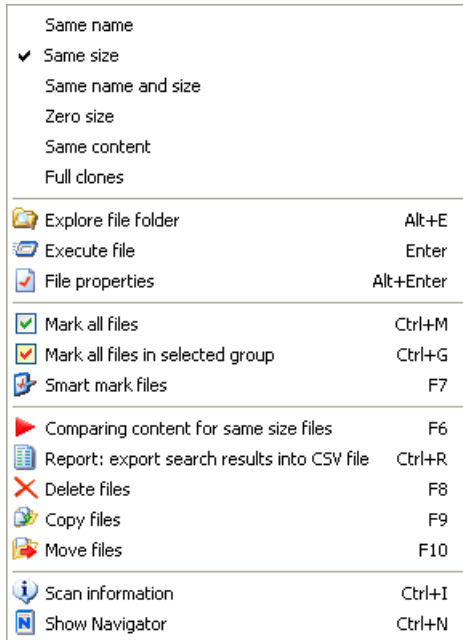 Same name
Same size
Same name and size
Zero size
Same content
Full clones
Explore file folder Alt+E
Execute file Enter
File properties Alt+Enter
Mark all files Ctrl+M
Mark all files in selected group Ctrl+G
Smart mark files F7
Comparing content for same size files F6
Report: export search results into CSV file Ctrl+R
Delete files F8
Copy files F9
Move files F10
Scan information Ctrl+I
Show Navigator Ctrl+N